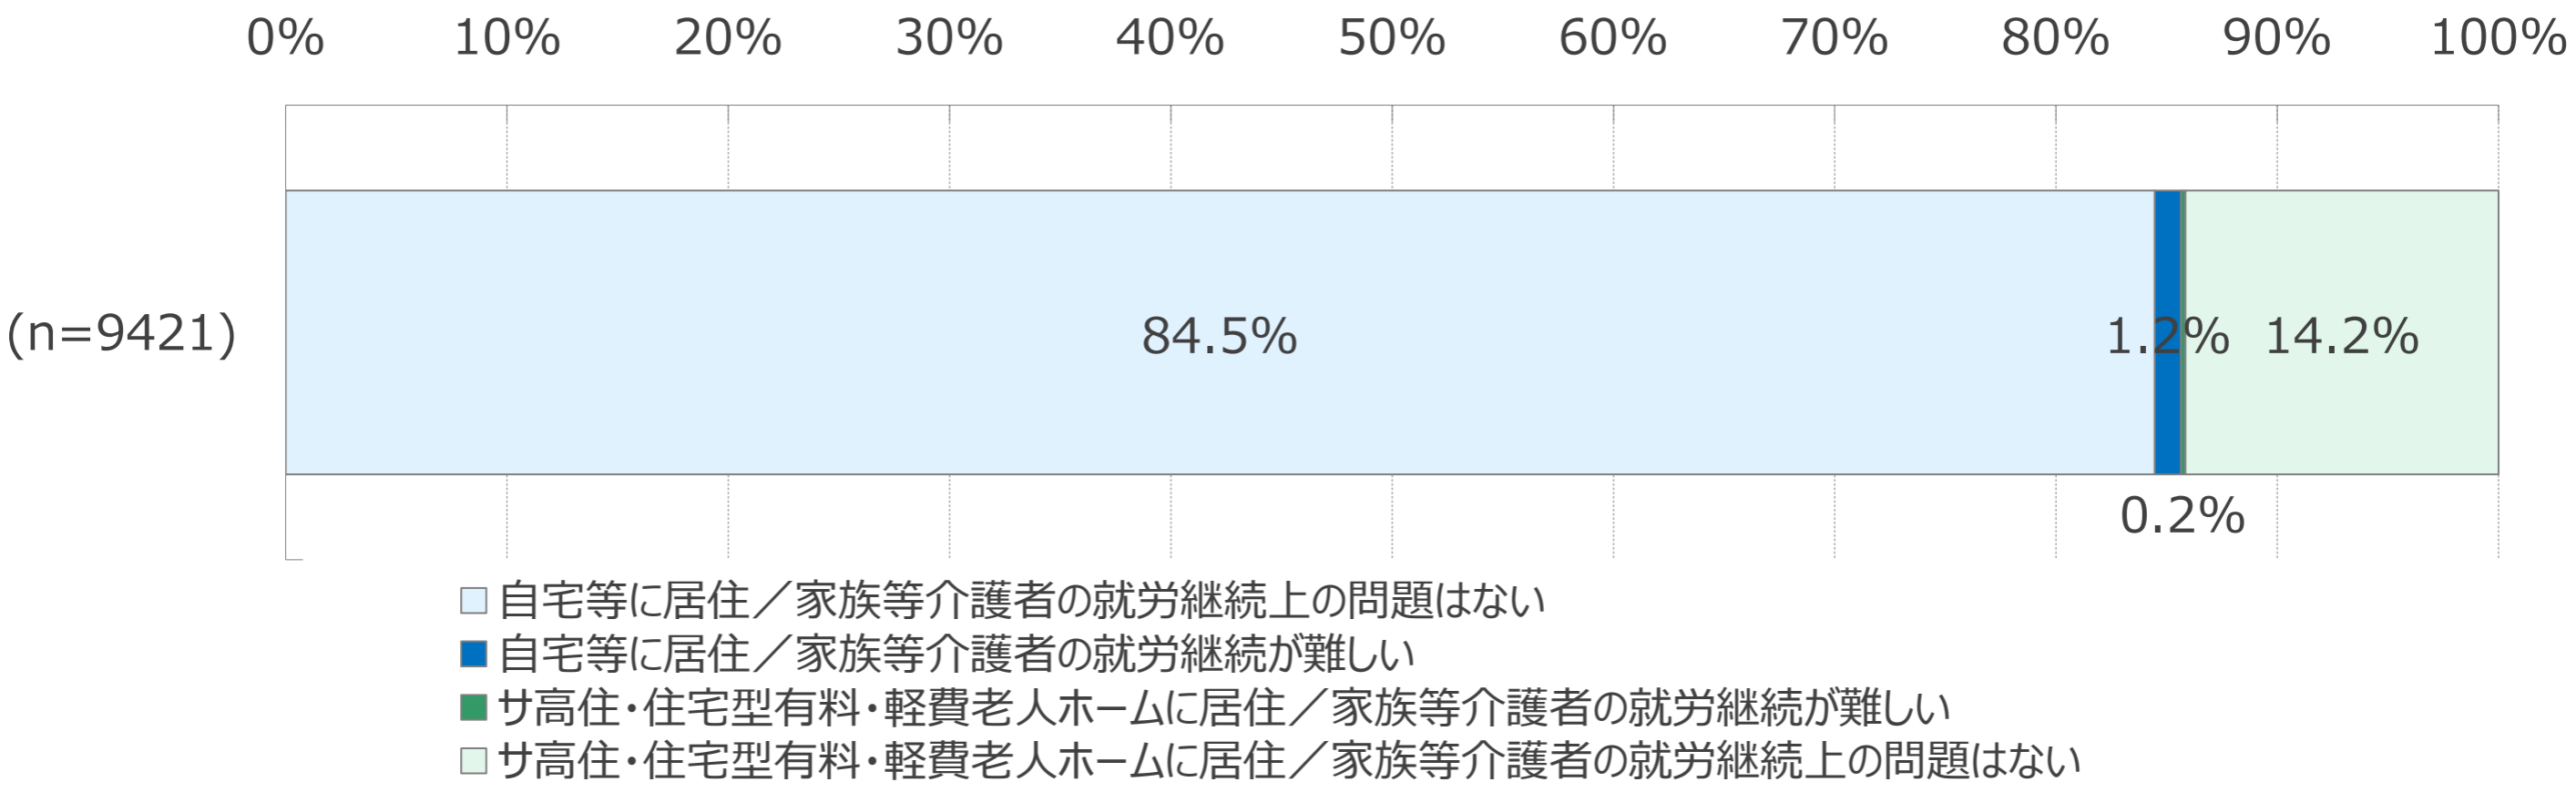 0% 10% 20% 30% 40% 50% 60% 70% 80% 90% 100%
(n=9421) 84.5% 1.2% 14.2%
0.2%
自宅等に居住／家族等介護者の就労継続上の問題はない
自宅等に居住／家族等介護者の就労継続が難しい
サ高住・住宅型有料・軽費老人ホームに居住／家族等介護者の就労継続が難しい
サ高住・住宅型有料・軽費老人ホームに居住／家族等介護者の就労継続上の問題はない